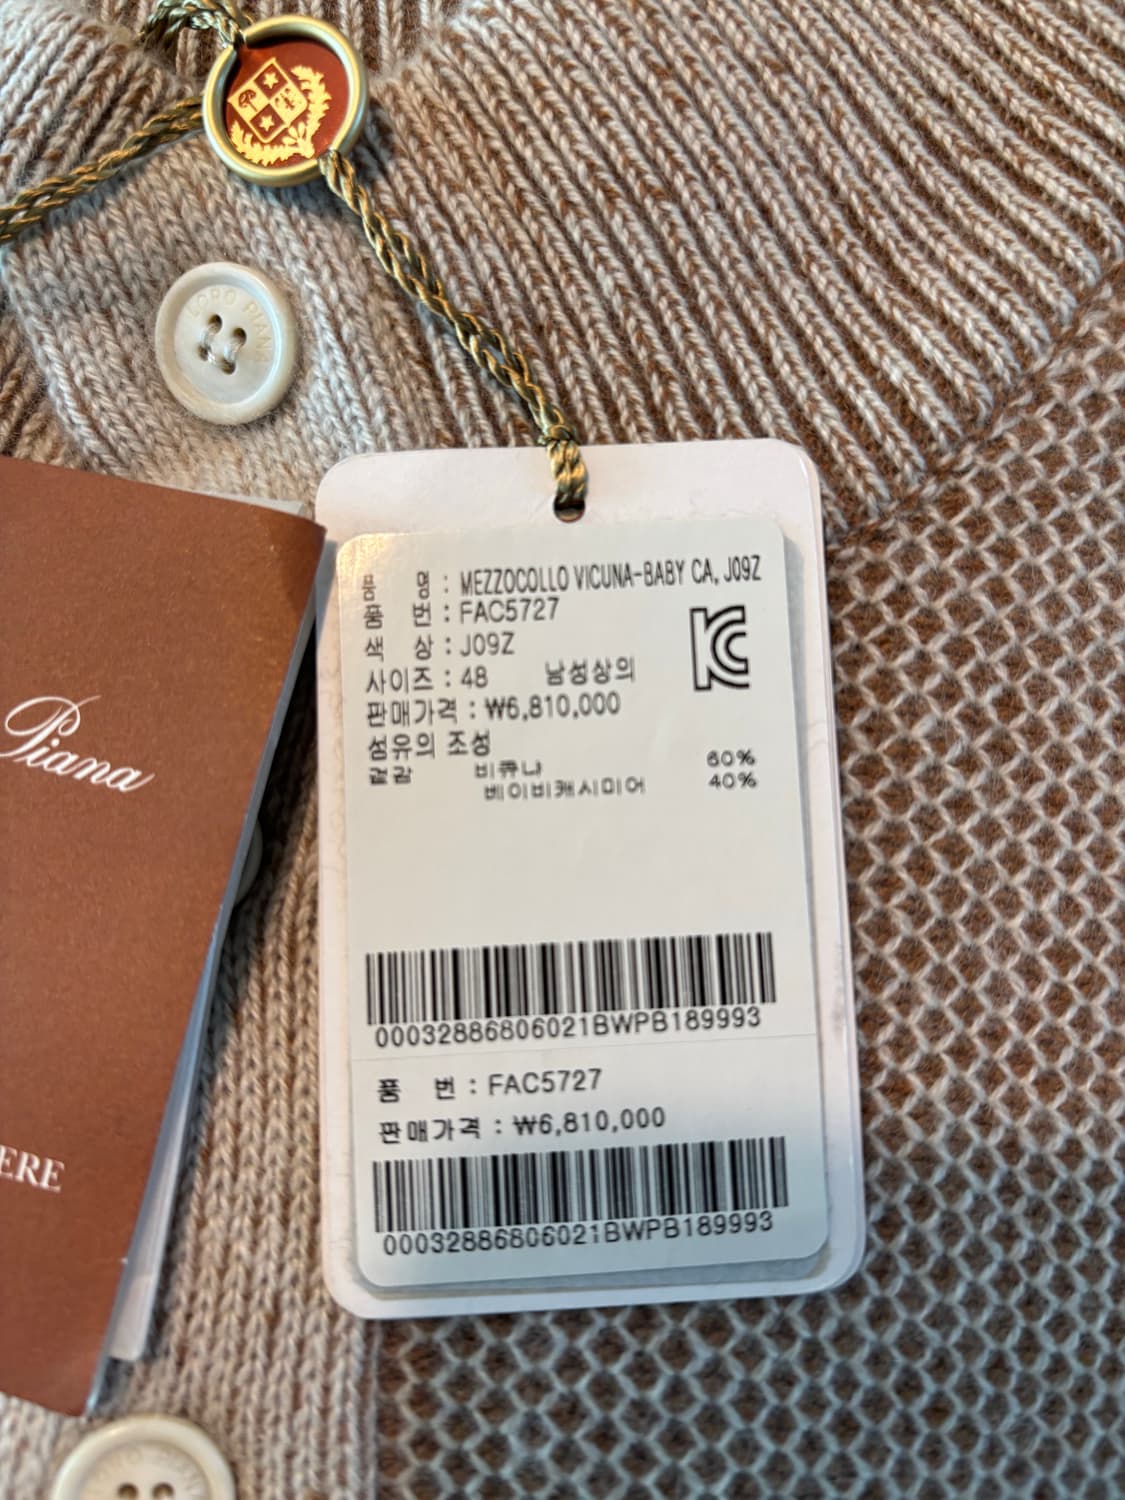 LORO PIANA
Piana
ERE
품 명 : MEZZOCOLLO VICUNA-BABY CA, J09Z
품 번 : FAC5727
색 상 : J09Z
사이즈 : 48 남성상의
판매가격 : ₩6,810,000
섬유의 조성
겉감 비큐냐 60%
베이비캐시미어 40%
00032886806021BWPB189993
품 번 : FAC5727
판매가격 : ₩6,810,000
00032886806021BWPB189993